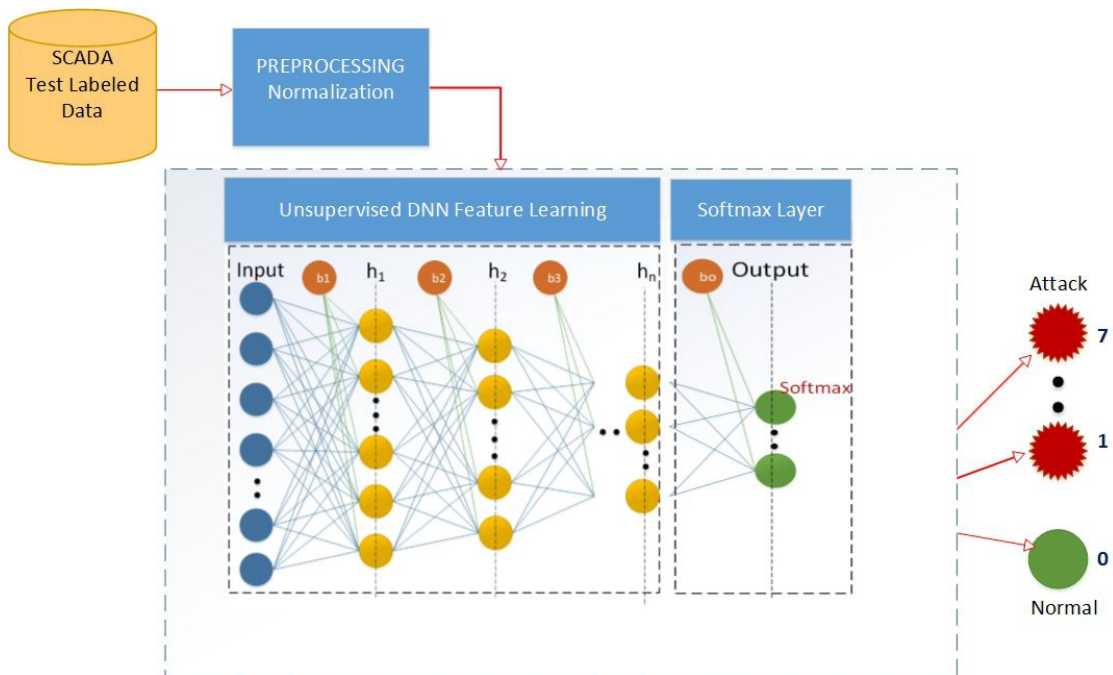 SCADA
Test Labeled
Data
PREPROCESSING
Normalization
Unsupervised DNN Feature Learning
Softmax Layer
Input
b1
h1
b2
h2
b3
hn
bo
Output
Softmax
Attack
7
1
0
Normal